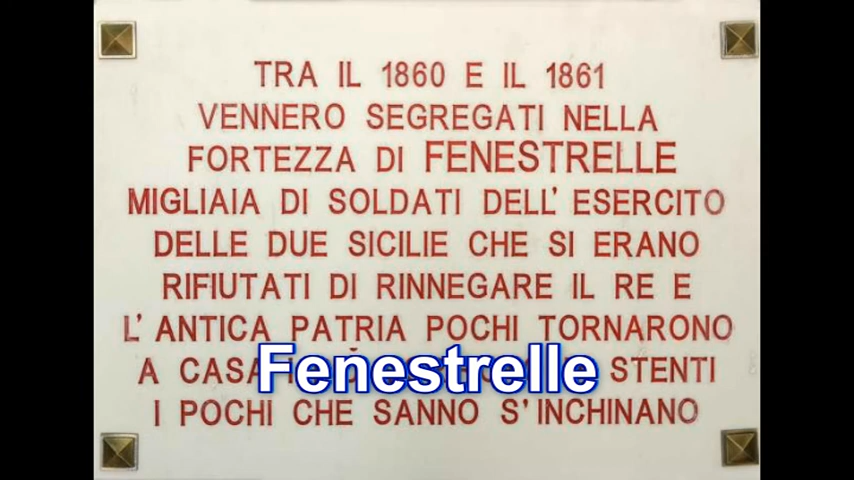 TRA IL 1860 E IL 1861
VENNERO SEGREGATI NELLA
FORTEZZA DI FENESTRELLE
MIGLIAIA DI SOLDATI DELL' ESERCITO
DELLE DUE SICILIE CHE SI ERANO
RIFIUTATI DI RINNEGARE IL RE E
L' ANTICA PATRIA POCHI TORNARONO
A CASA STENTI
Fenestrelle
I POCHI CHE SANNO S'INCHINANO